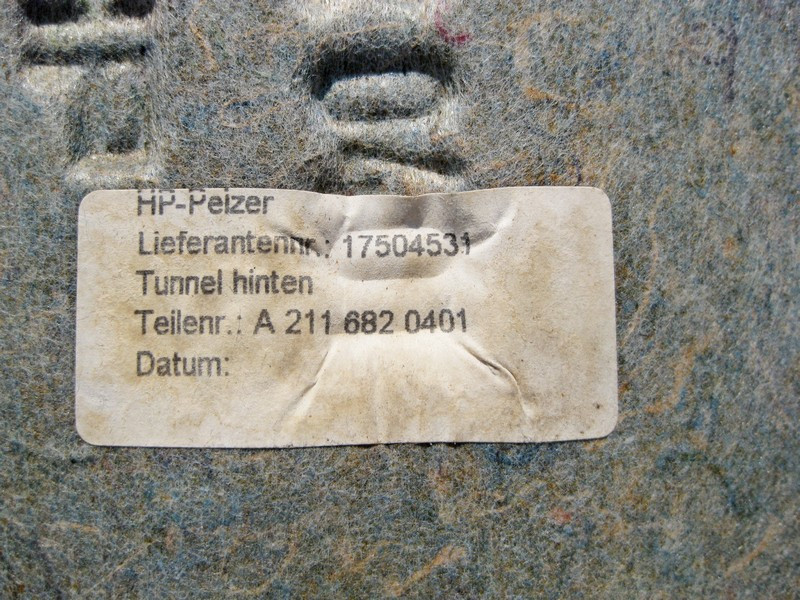 HP-Pelzer
Lieferantennr.: 17504531
Tunnel hinten
Teilenr.: A 211 682 0401
Datum: